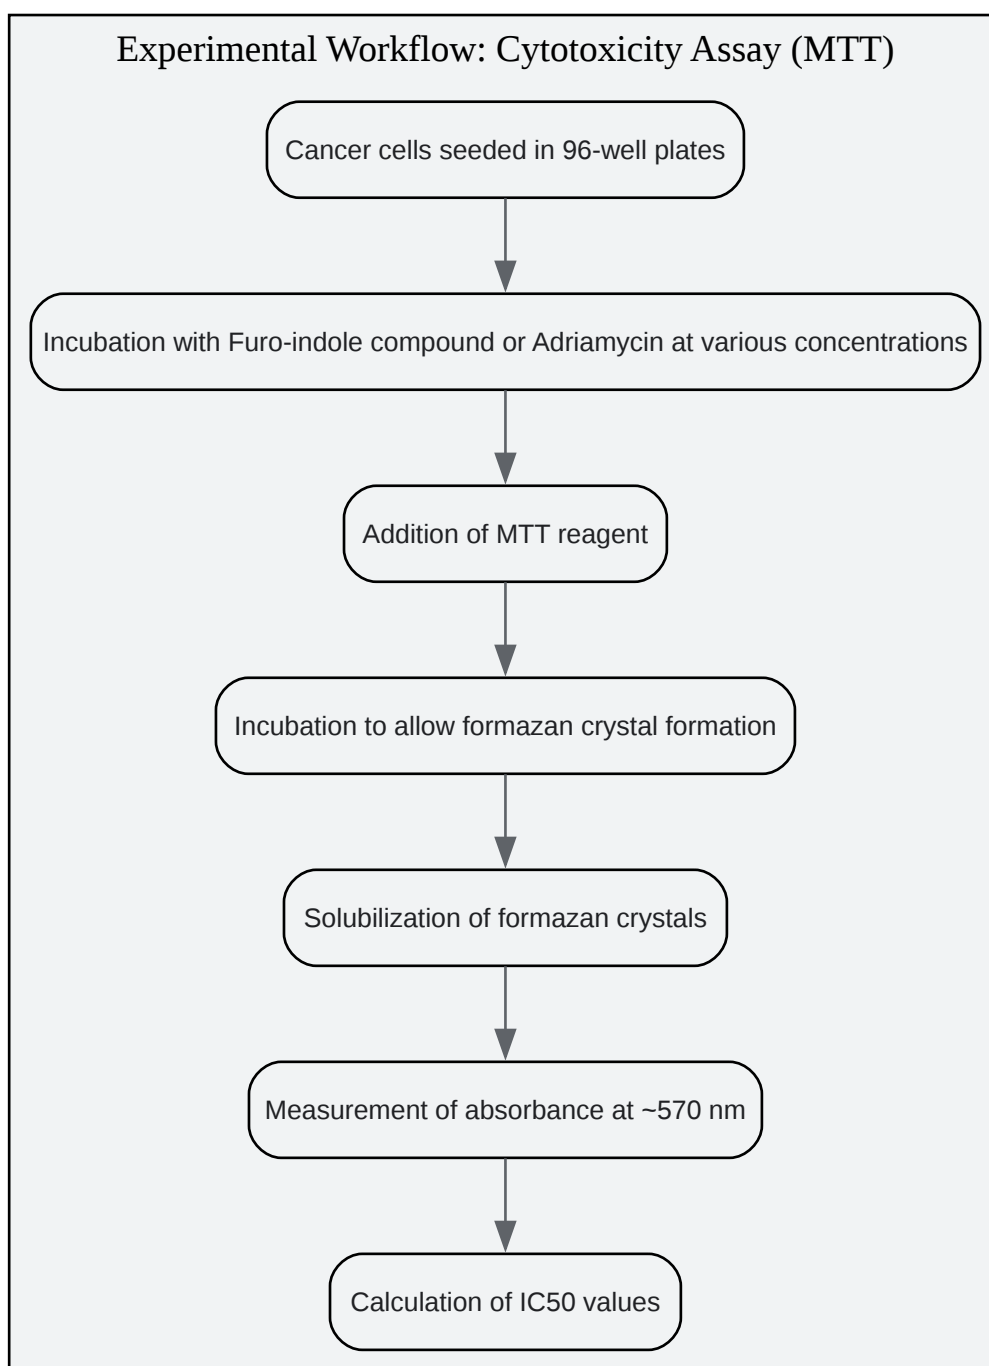 Experimental Workflow: Cytotoxicity Assay (MTT)
Cancer cells seeded in 96-well plates
Incubation with Furo-indole compound or Adriamycin at various concentrations
Addition of MTT reagent
Incubation to allow formazan crystal formation
Solubilization of formazan crystals
Measurement of absorbance at ~570 nm
Calculation of IC50 values